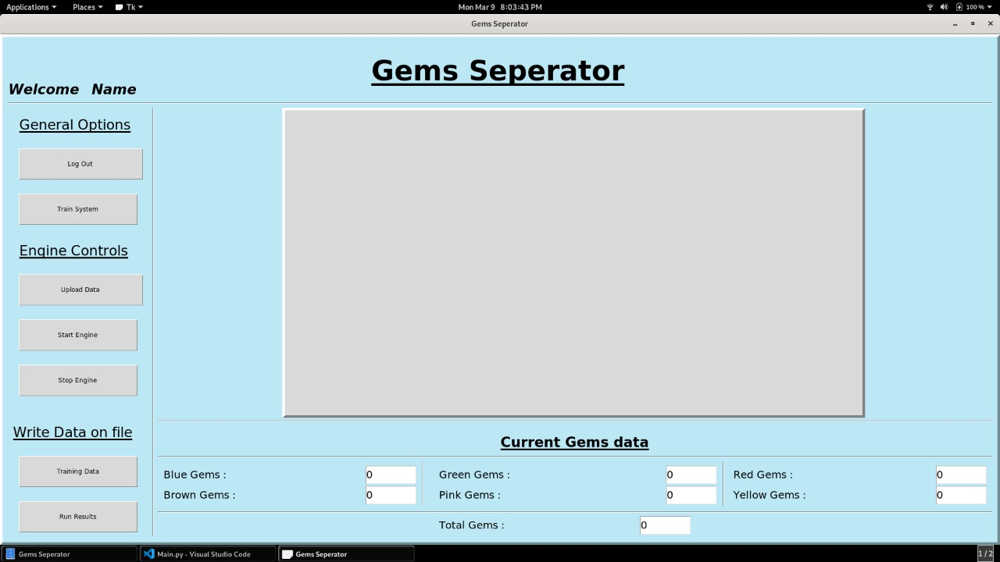 Applications Places Tk Mon Mar 9 8:03:43 PM 100 %
Gems Seperator
Gems Seperator
Welcome Name
General Options
Log Out
Train System
Engine Controls
Upload Data
Start Engine
Stop Engine
Write Data on file
Training Data
Run Results
Current Gems data
Blue Gems : 0 Green Gems : 0 Red Gems : 0
Brown Gems : 0 Pink Gems : 0 Yellow Gems : 0
Total Gems : 0
Gems Seperator Main.py - Visual Studio Code Gems Seperator 1 / 2